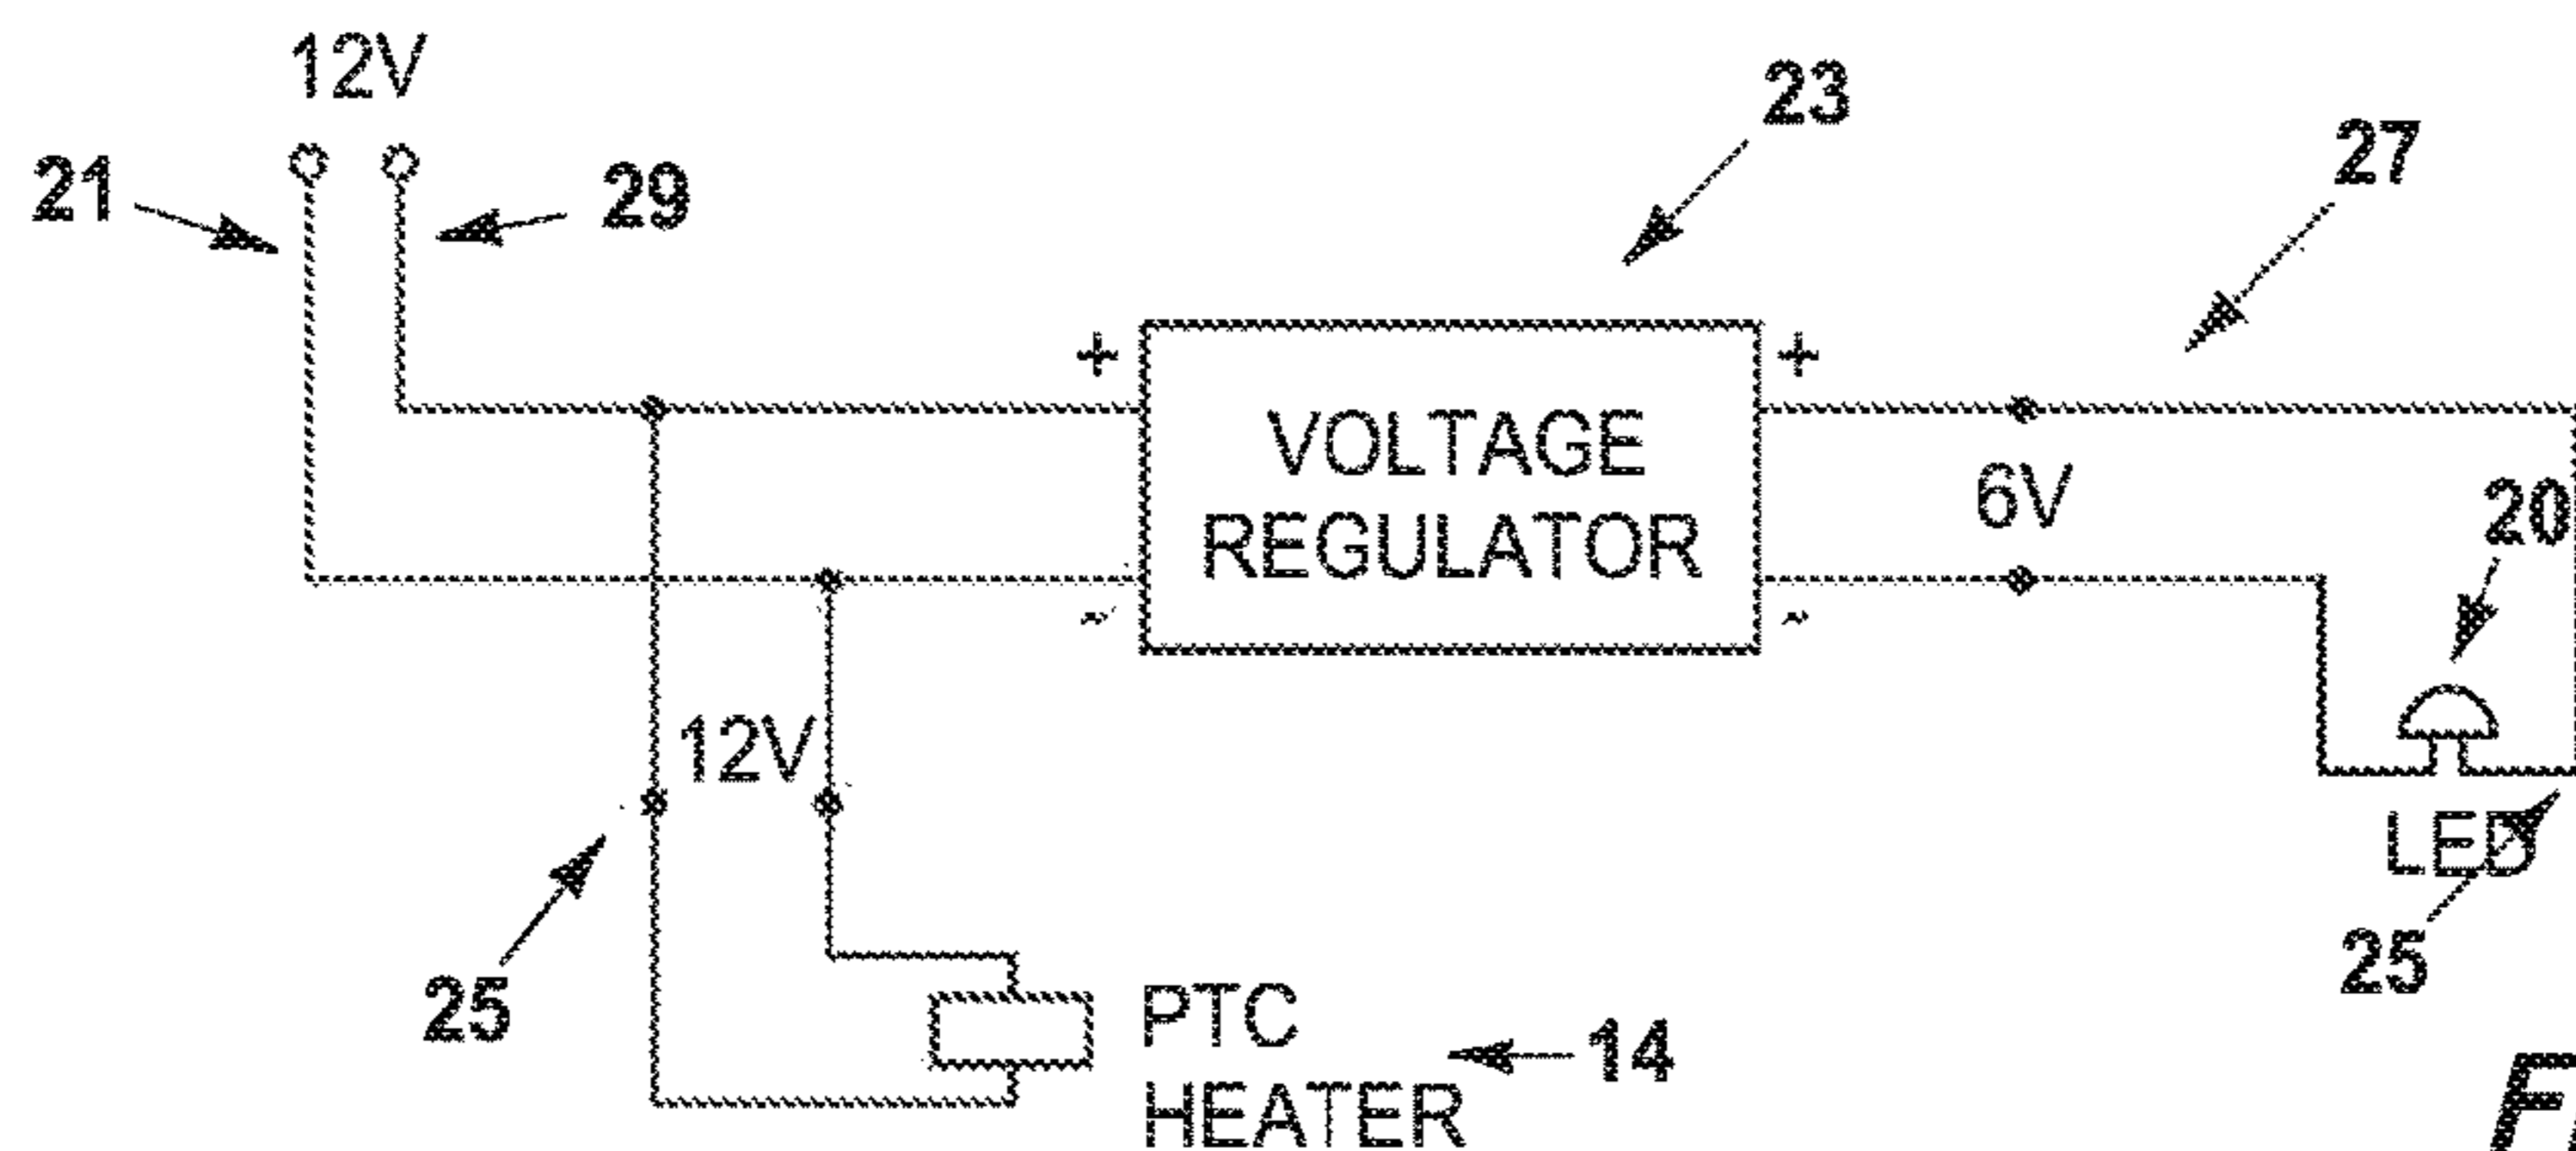 12V
21
29
23
27
+
+
VOLTAGE
REGULATOR
6V
20
~
~
12V
LED
25
25
PTC
HEATER
14